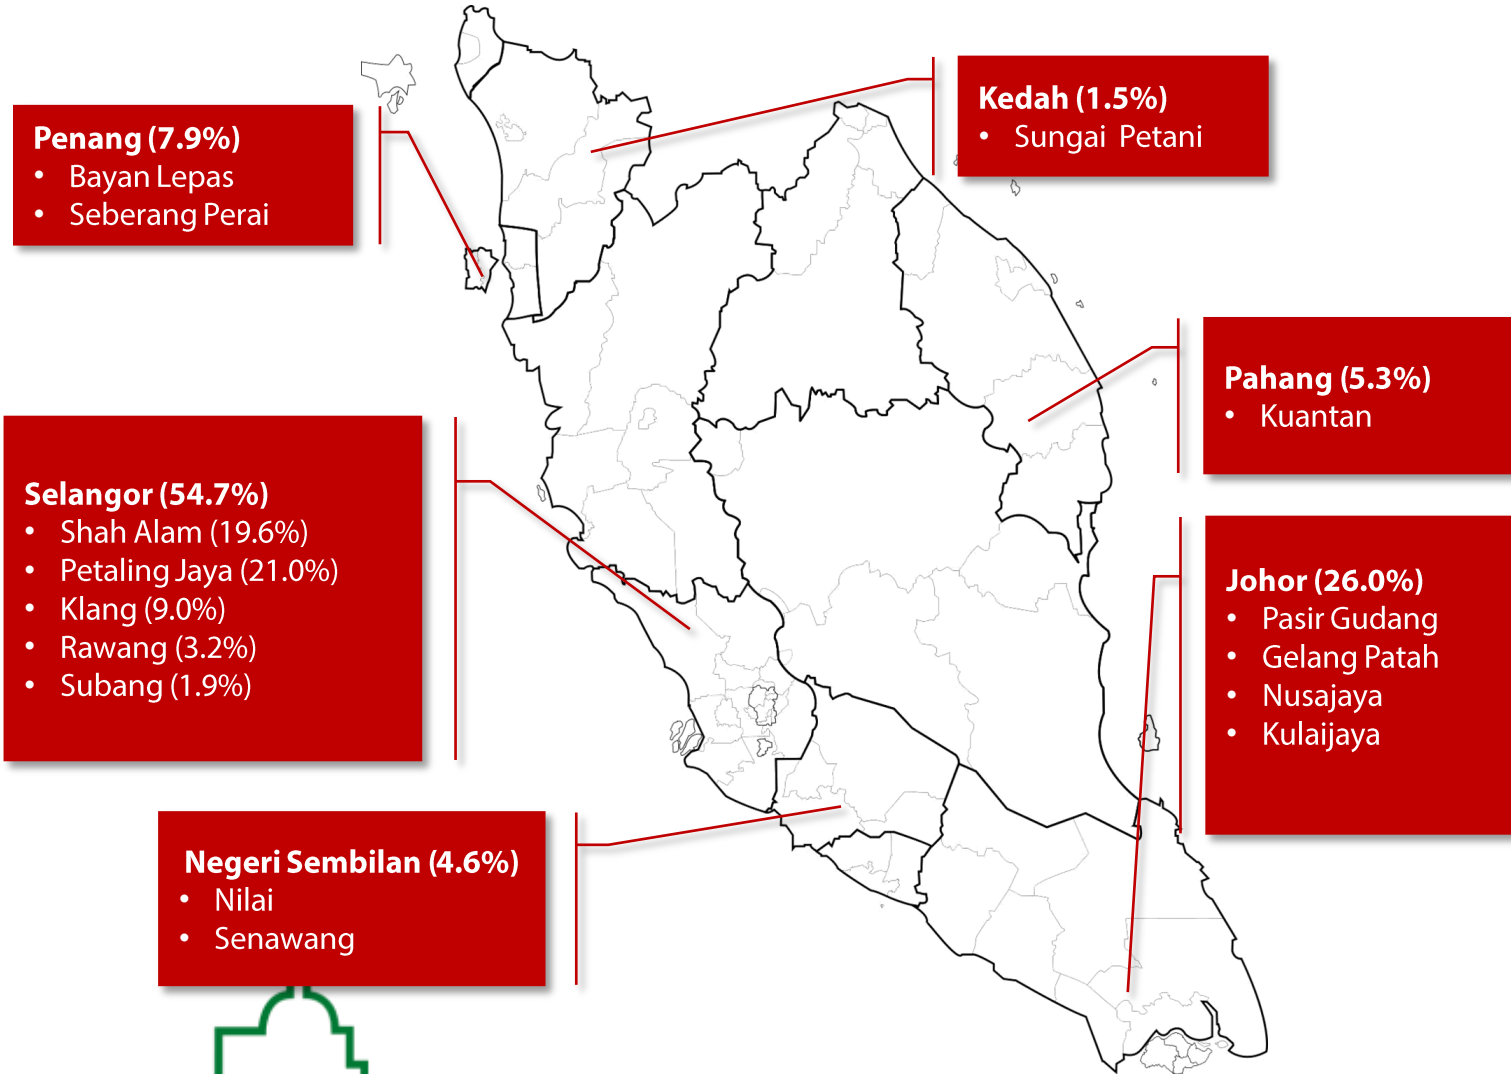 Kedah (1.5%)
• Sungai Petani
Penang (7.9%)
• Bayan Lepas
• Seberang Perai
Pahang (5.3%)
• Kuantan
Selangor (54.7%)
• Shah Alam (19.6%)
• Petaling Jaya (21.0%)
• Klang (9.0%)
• Rawang (3.2%)
• Subang (1.9%)
Johor (26.0%)
• Pasir Gudang
• Gelang Patah
• Nusajaya
• Kulaijaya
Negeri Sembilan (4.6%)
• Nilai
• Senawang